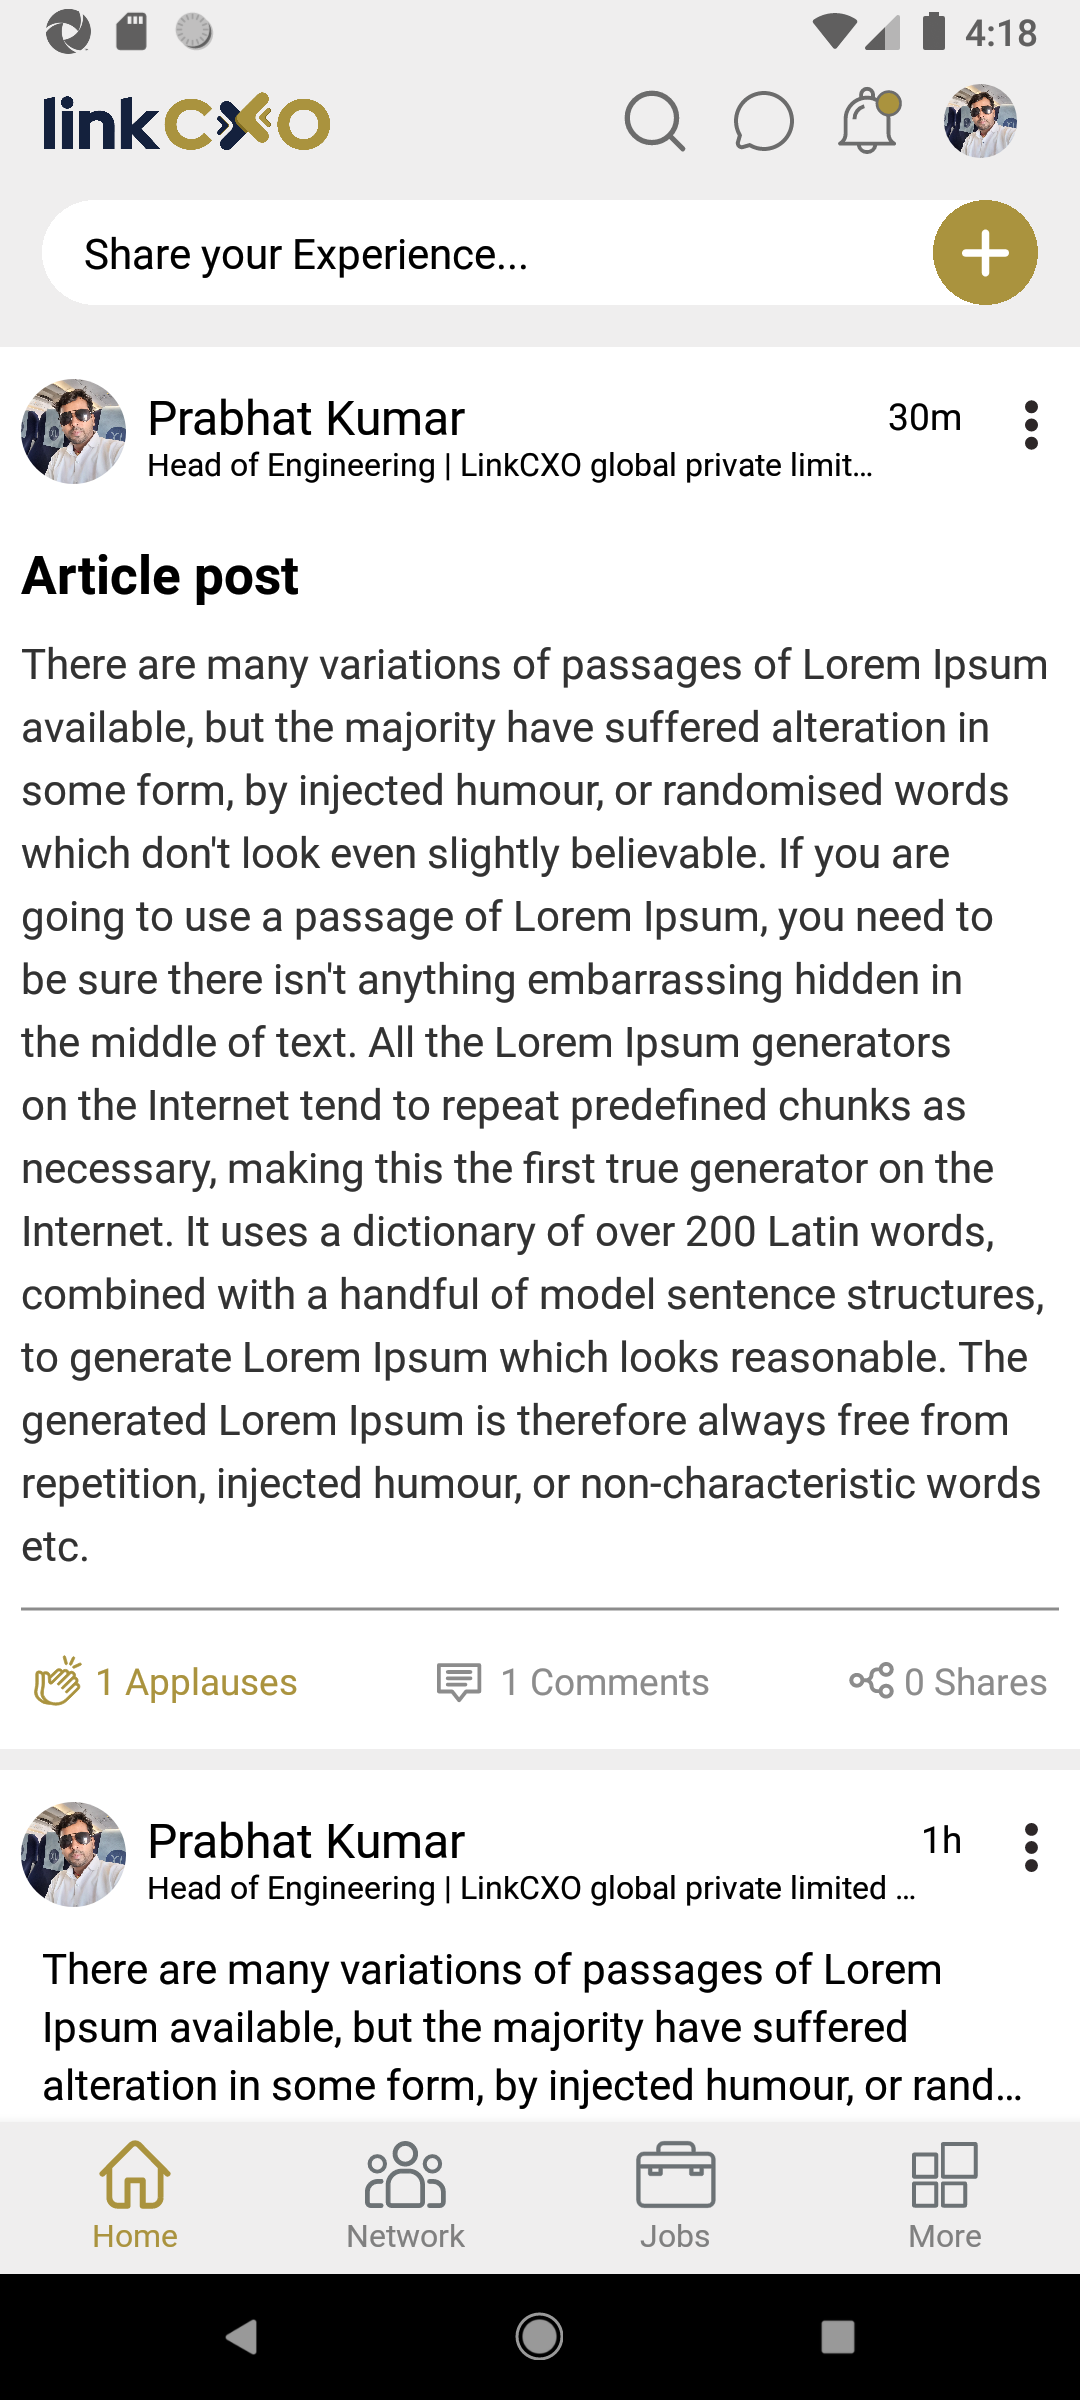 4:18
linkCXO
Share your Experience...
Prabhat Kumar
30m
Head of Engineering | LinkCXO global private limit...
Article post
There are many variations of passages of Lorem Ipsum
available, but the majority have suffered alteration in
some form, by injected humour, or randomised words
which don't look even slightly believable. If you are
going to use a passage of Lorem Ipsum, you need to
be sure there isn't anything embarrassing hidden in
the middle of text. All the Lorem Ipsum generators
on the Internet tend to repeat predefined chunks as
necessary, making this the first true generator on the
Internet. It uses a dictionary of over 200 Latin words,
combined with a handful of model sentence structures,
to generate Lorem Ipsum which looks reasonable. The
generated Lorem Ipsum is therefore always free from
repetition, injected humour, or non-characteristic words
etc.
1 Applauses
1 Comments
0 Shares
Prabhat Kumar
1h
Head of Engineering | LinkCXO global private limited ...
There are many variations of passages of Lorem
Ipsum available, but the majority have suffered
alteration in some form, by injected humour, or rand...
Home
Network
Jobs
More